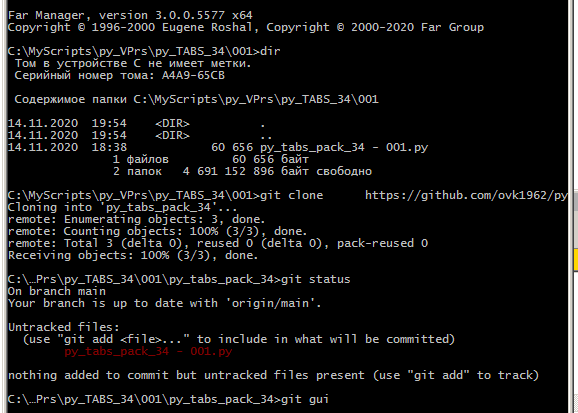 Far Manager, version 3.0.0.5577 x64
Copyright © 1996-2000 Eugene Roshal, Copyright © 2000-2020 Far Group
C:\MyScripts\py_VPrs\py_TABS_34\001>dir
Том в устройстве C не имеет метки.
Серийный номер тома: A4A9-65CB
Содержимое папки C:\MyScripts\py_VPrs\py_TABS_34\001
14.11.2020 19:54 <DIR> .
14.11.2020 19:54 <DIR> ..
14.11.2020 18:38 60 656 py_tabs_pack_34 - 001.py
1 файлов 60 656 байт
2 папок 4 691 152 896 байт свободно
C:\MyScripts\py_VPrs\py_TABS_34\001>git clone https://github.com/ovk1962/py
Cloning into 'py_tabs_pack_34'...
remote: Enumerating objects: 3, done.
remote: Counting objects: 100% (3/3), done.
remote: Total 3 (delta 0), reused 0 (delta 0), pack-reused 0
Receiving objects: 100% (3/3), done.
C:\…Prs\py_TABS_34\001\py_tabs_pack_34>git status
On branch main
Your branch is up to date with 'origin/main'.
Untracked files:
(use "git add <file>..." to include in what will be committed)
py_tabs_pack_34 - 001.py
nothing added to commit but untracked files present (use "git add" to track)
C:\…Prs\py_TABS_34\001\py_tabs_pack_34>git gui